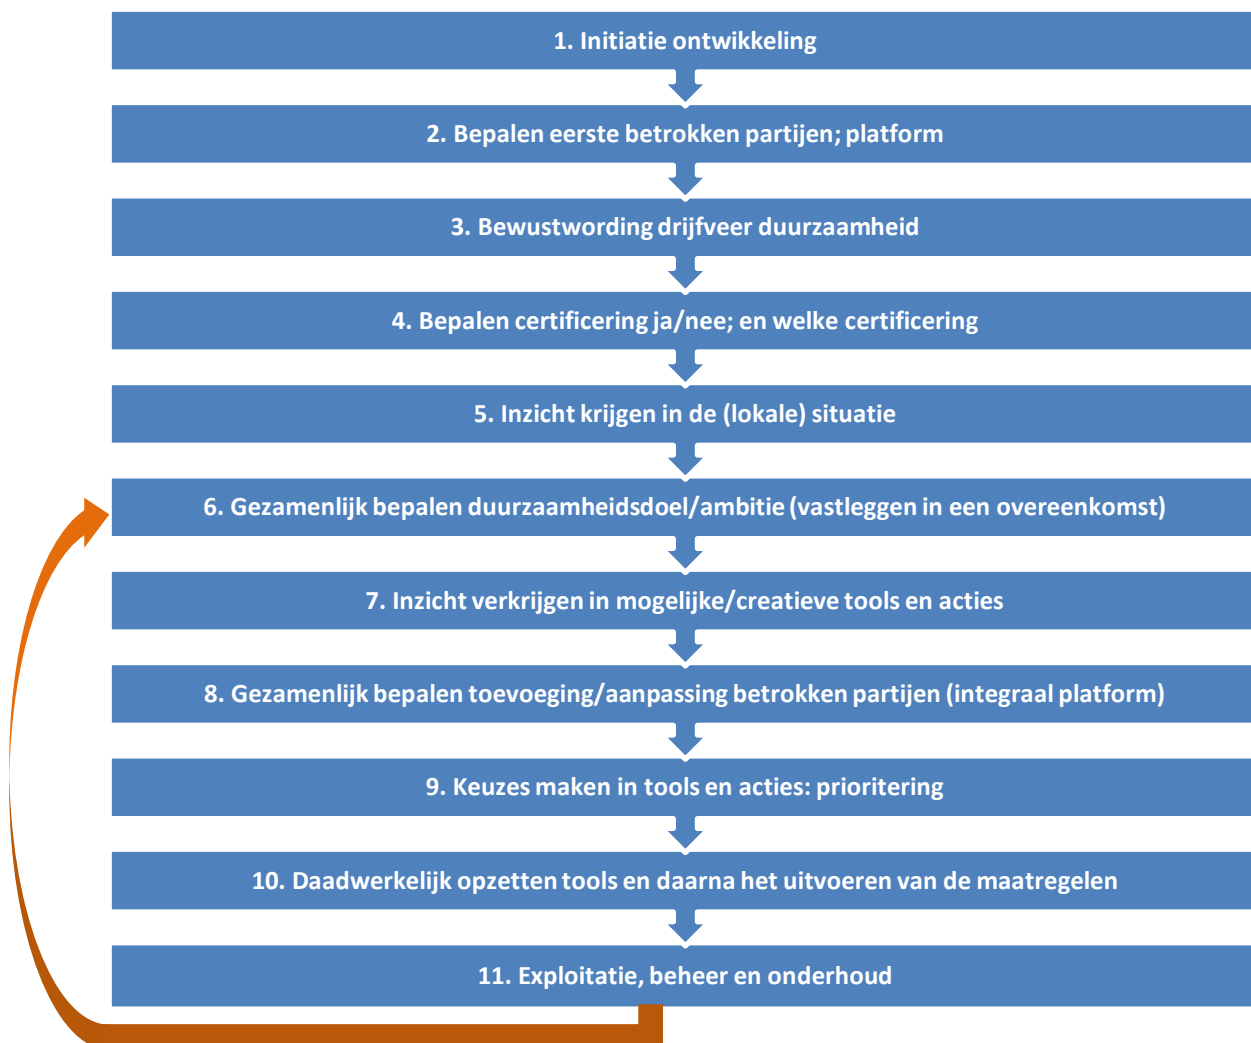 1. Initiatie ontwikkeling
2. Bepalen eerste betrokken partijen; platform
3. Bewustwording drijfveer duurzaamheid
4. Bepalen certificering ja/nee; en welke certificering
5. Inzicht krijgen in de (lokale) situatie
6. Gezamenlijk bepalen duurzaamheidsdoel/ambitie (vastleggen in een overeenkomst)
7. Inzicht verkrijgen in mogelijke/creatieve tools en acties
8. Gezamenlijk bepalen toevoeging/aanpassing betrokken partijen (integraal platform)
9. Keuzes maken in tools en acties: prioritering
10. Daadwerkelijk opzetten tools en daarna het uitvoeren van de maatregelen
11. Exploitatie, beheer en onderhoud